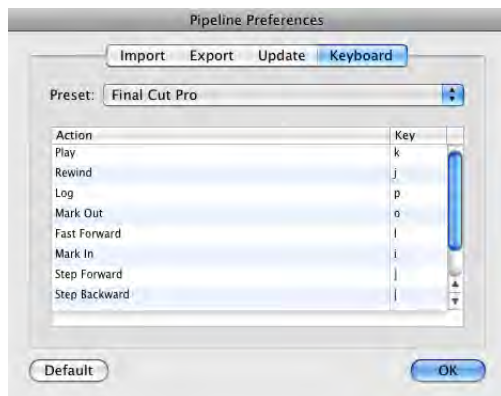 Pipeline Preferences
Import Export Update Keyboard
Preset: Final Cut Pro
Action Key
Play k
Rewind j
Log p
Mark Out o
Fast Forward l
Mark In i
Step Forward
Step Backward
Default OK